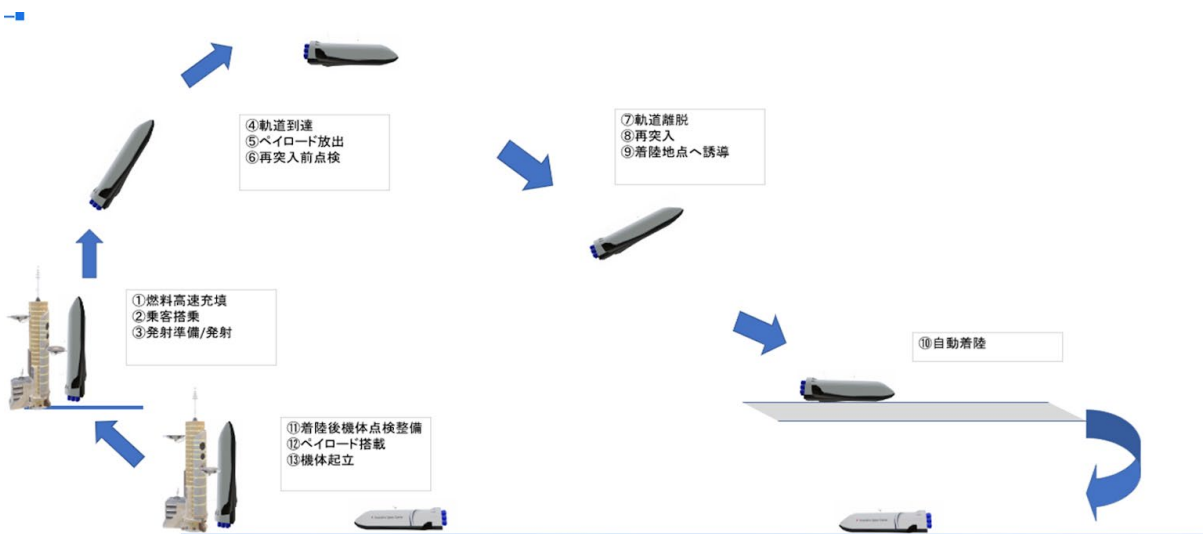 ④軌道到達
⑤ペイロード放出
⑥再突入前点検
⑦軌道離脱
⑧再突入
⑨着陸地点へ誘導
①燃料高速充填
②乗客搭乗
③発射準備/発射
⑩自動着陸
⑪着陸後機体点検整備
⑫ペイロード搭載
⑬機体起立